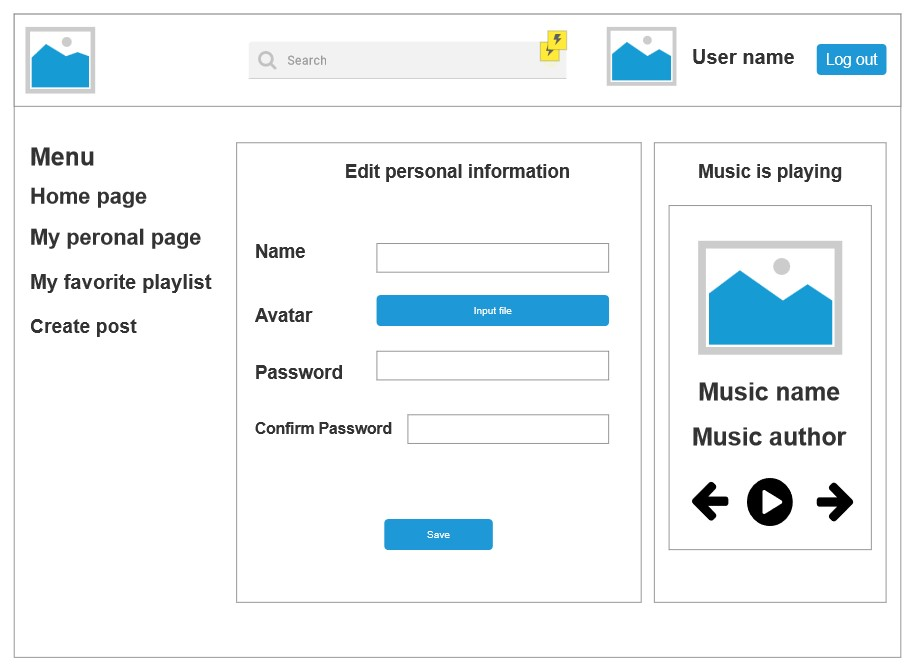 Search
User name
Log out
Menu
Home page
My peronal page
My favorite playlist
Create post
Edit personal information
Name
Avatar
Input file
Password
Confirm Password
Save
Music is playing
Music name
Music author